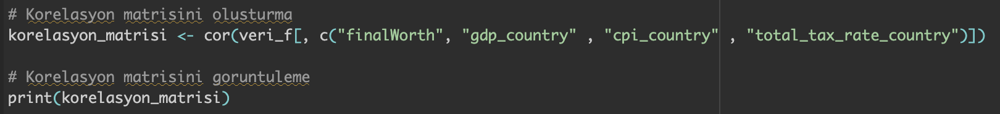 # Korelasyon matrisini olusturma
korelasyon_matrisi <- cor(veri_f[, c("finalWorth", "gdp_country" , "cpi_country" , "total_tax_rate_country")])
# Korelasyon matrisini goruntuleme
print(korelasyon_matrisi)